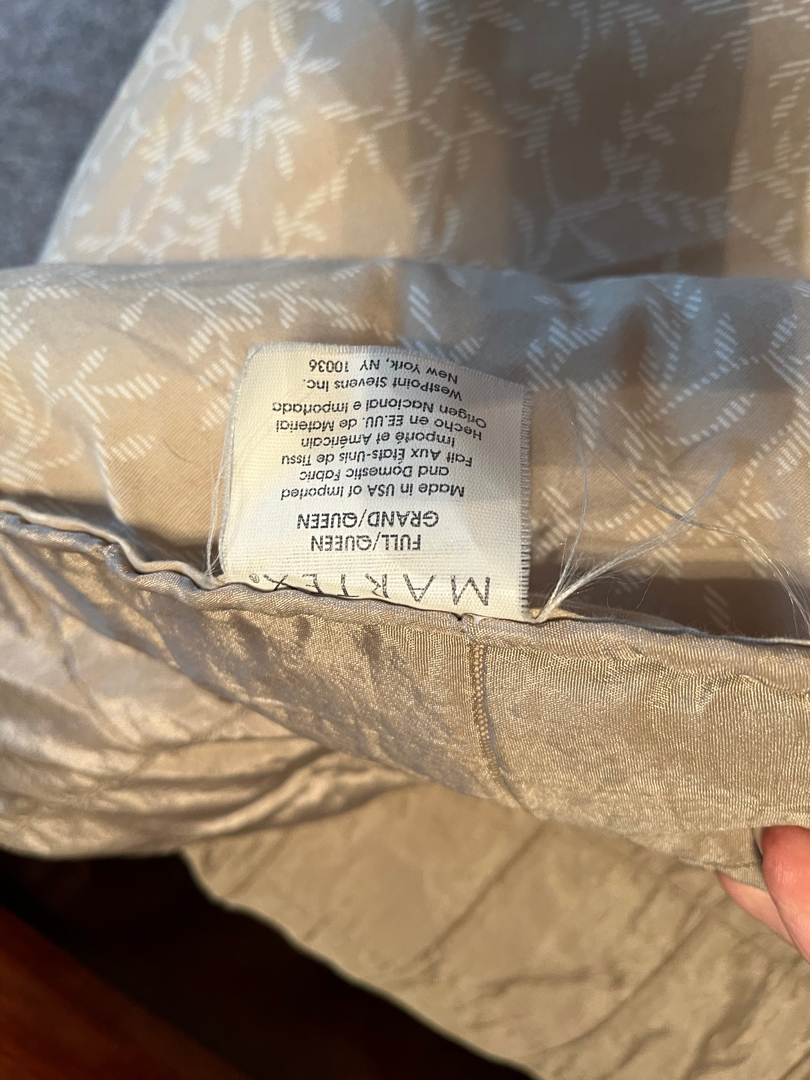 MARTEX®
FULL/QUEEN
GRAND/QUEEN
Made in USA of Imported
and Domestic Fabric
Fait Aux États-Unis de Tissu
Importé et Américain
Hecho en EE.UU. de Material
Origen Nacional e Importado
WestPoint Stevens Inc.
New York, NY 10036